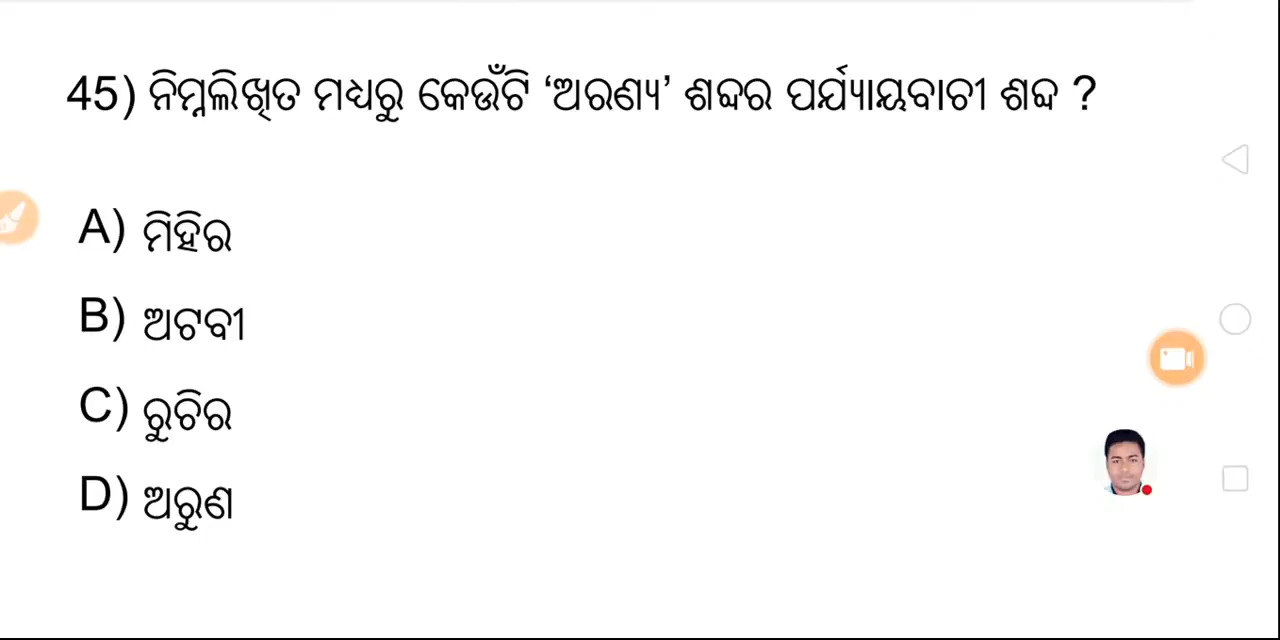 45) ନିମ୍ନଲିଖିତ ମଧ୍ୟରୁ କେଉଁଟି ‘ଅରଣ୍ୟ’ ଶବ୍ଦର ପର୍ଯ୍ୟାୟବାଚୀ ଶବ୍ଦ ?
A) ମିହିର
B) ଅଟବୀ
C) ରୁଚିର
D) ଅରୁଣ